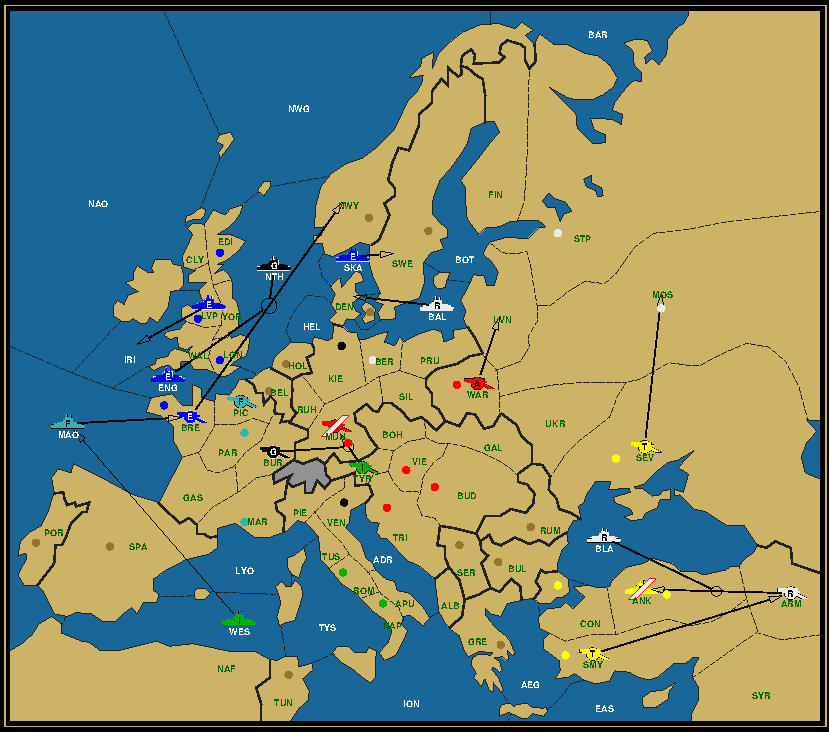 BAR
NWG
NAO
NWY
FIN
STP
EDI
CLY
G
NTH
E
SKA
SWE
BOT
DEN
R
BAL
MOS
LVN
E
LVP
YOR
HEL
IRI
WAL
LON
HOL
KIE
BER
PRU
E
ENG
BEL
RUH
SIL
A
WAR
F
PIC
F
MAO
E
BRE
MUN
BOH
UKR
PAR
G
BUR
GAL
T
SEV
VIE
I
TYR
GAS
BUD
MAR
PIE
VEN
TRI
RUM
POR
SPA
R
BLA
LYO
TUS
ADR
SER
BUL
ROM
APU
ALB
ANK
R
ARM
I
WES
TYS
NAP
CON
GRE
T
SMY
NAF
TUN
ION
AEG
EAS
SYR